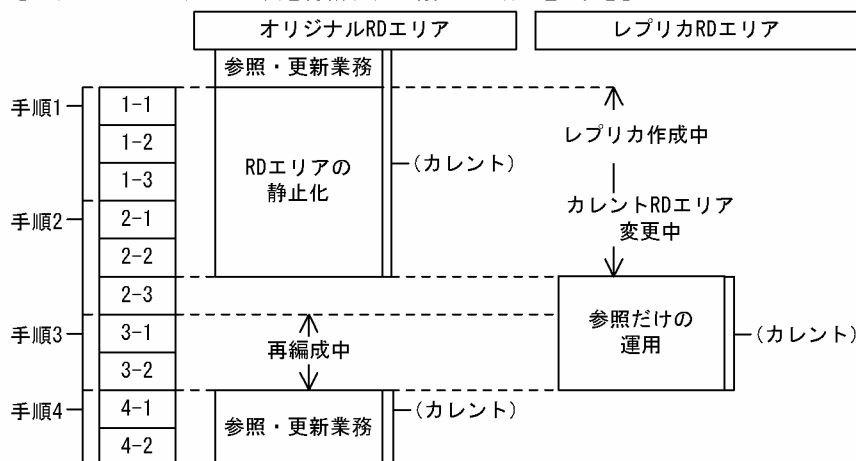 オリジナルRDエリア
レプリカRDエリア
参照・更新業務
手順1
1-1
1-2
1-3
RDエリアの
静止化
(カレント)
レプリカ作成中
カレントRDエリア
変更中
手順2
2-1
2-2
2-3
参照だけの
運用
(カレント)
手順3
3-1
3-2
再編成中
手順4
4-1
4-2
参照・更新業務
(カレント)